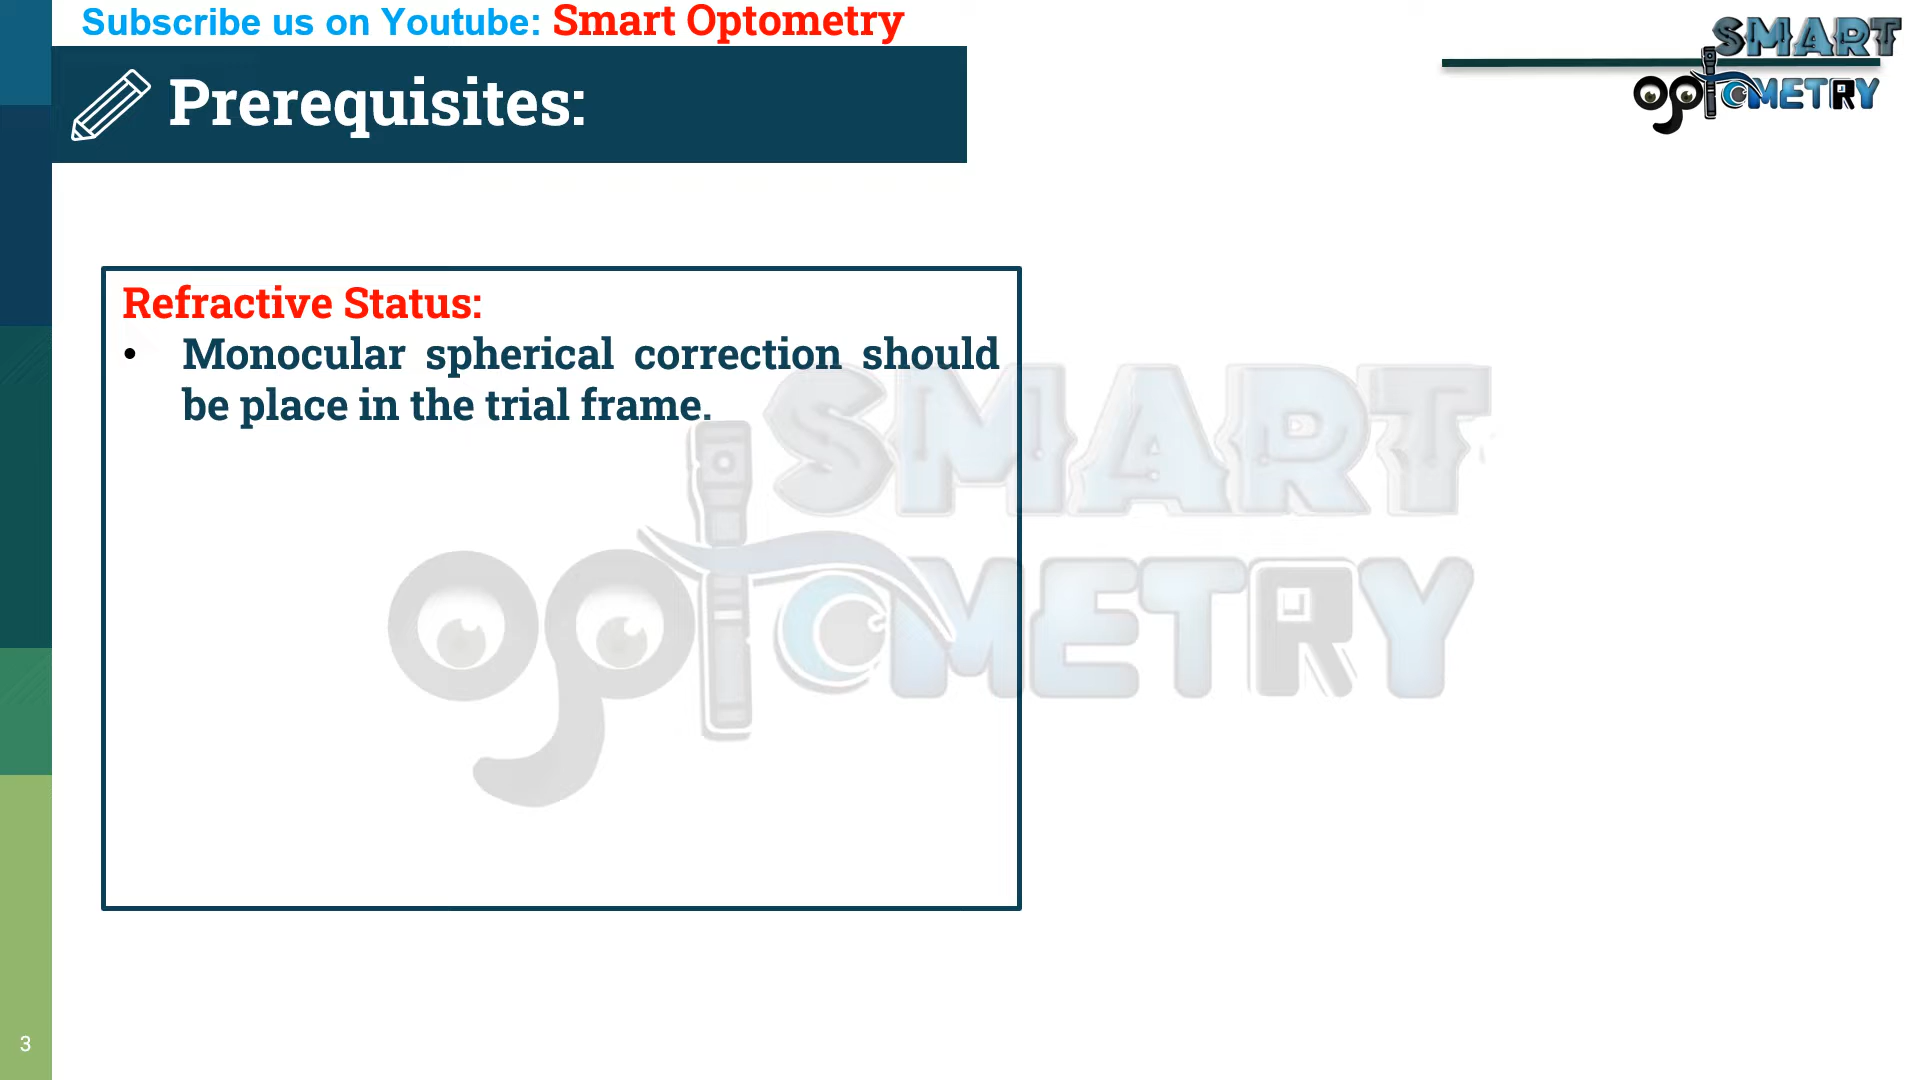 Subscribe us on Youtube: Smart Optometry
SMART
OPTOMETRY
Prerequisites:
Refractive Status:
• Monocular spherical correction should
be place in the trial frame.
SMART
OPTOMETRY
3